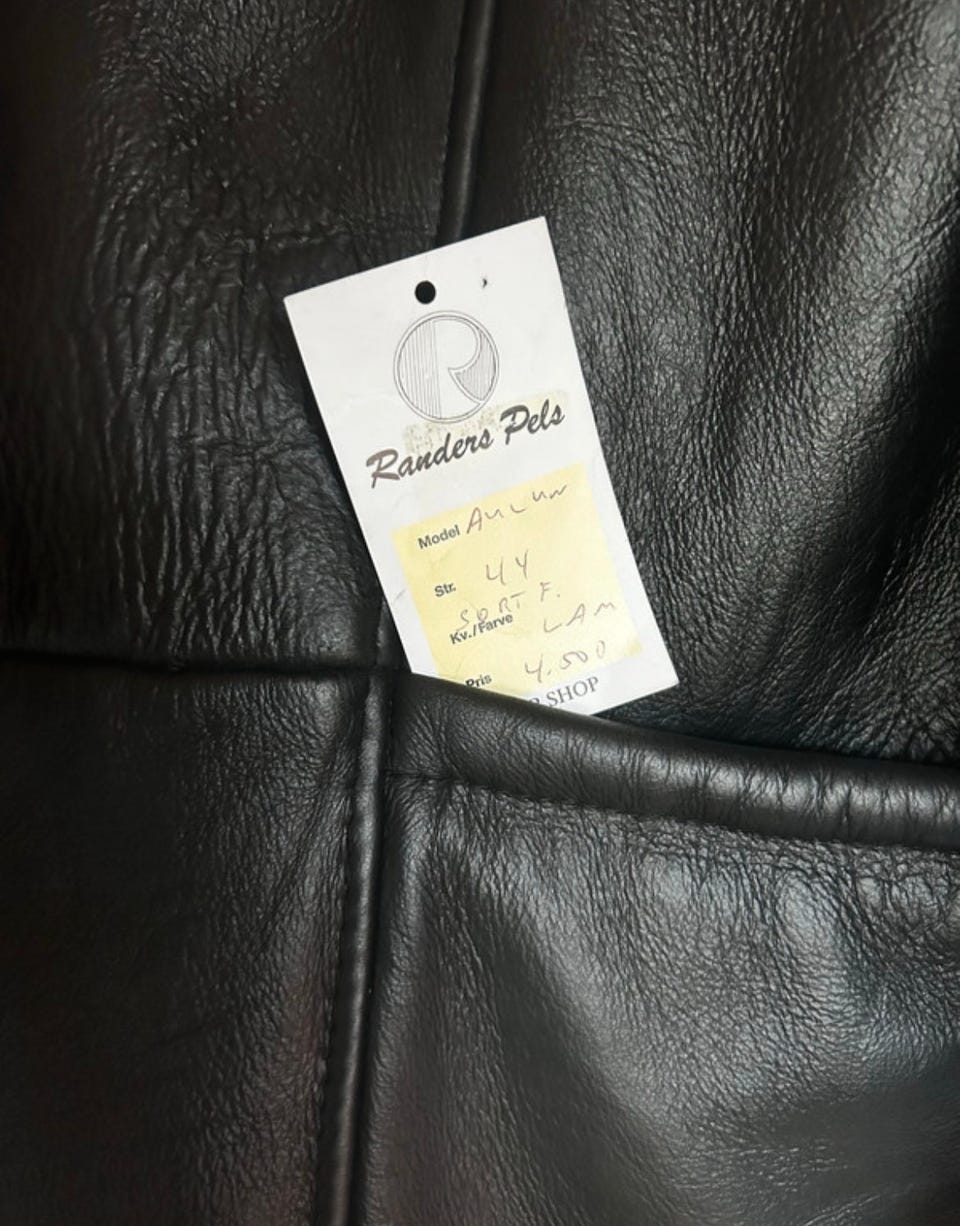 R
Randers Pels
Model
Str. 44
SORT F.
Kv./Farve LAM
Pris 4.500
SHOP